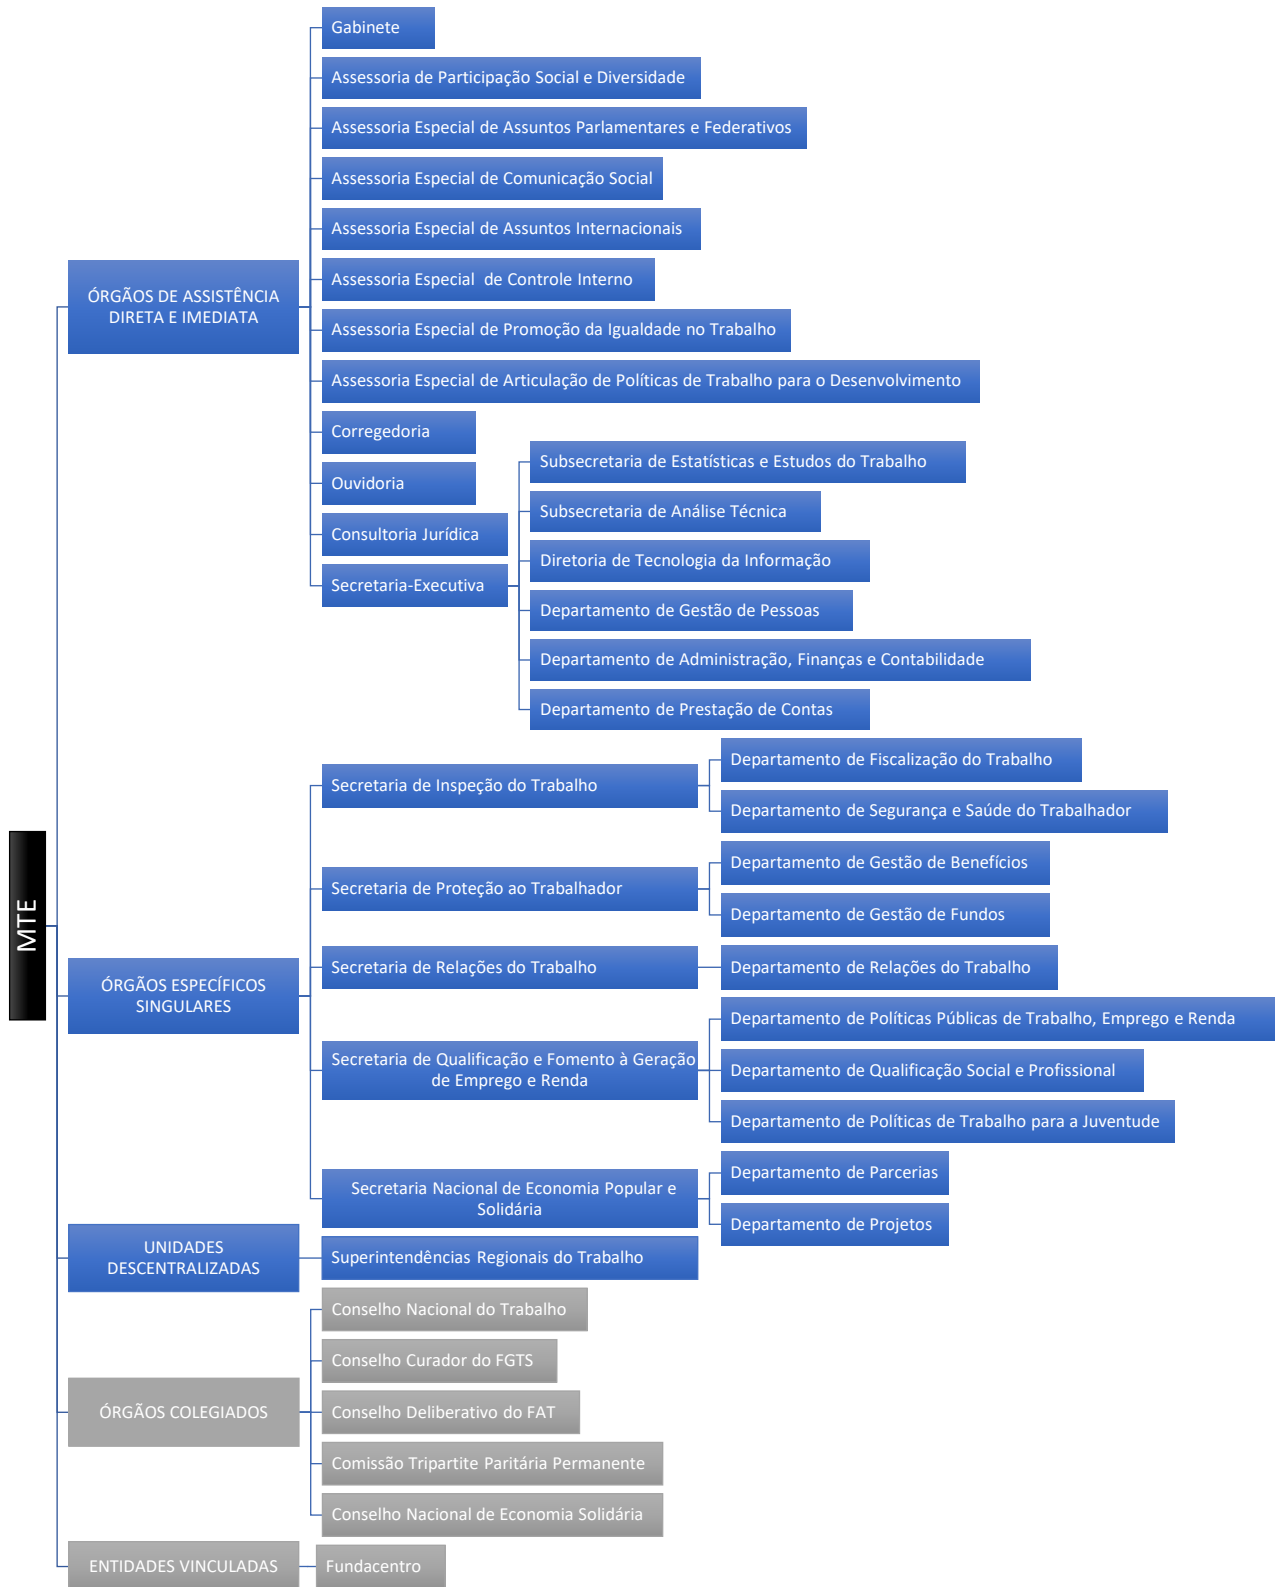 MTE
ÓRGÃOS DE ASSISTÊNCIA
DIRETA E IMEDIATA
Gabinete
Assessoria de Participação Social e Diversidade
Assessoria Especial de Assuntos Parlamentares e Federativos
Assessoria Especial de Comunicação Social
Assessoria Especial de Assuntos Internacionais
Assessoria Especial de Controle Interno
Assessoria Especial de Promoção da Igualdade no Trabalho
Assessoria Especial de Articulação de Políticas de Trabalho para o Desenvolvimento
Corregedoria
Ouvidoria
Consultoria Jurídica
Secretaria-Executiva
Subsecretaria de Estatísticas e Estudos do Trabalho
Subsecretaria de Análise Técnica
Diretoria de Tecnologia da Informação
Departamento de Gestão de Pessoas
Departamento de Administração, Finanças e Contabilidade
Departamento de Prestação de Contas
ÓRGÃOS ESPECÍFICOS
SINGULARES
Secretaria de Inspeção do Trabalho
Departamento de Fiscalização do Trabalho
Departamento de Segurança e Saúde do Trabalhador
Secretaria de Proteção ao Trabalhador
Departamento de Gestão de Benefícios
Departamento de Gestão de Fundos
Secretaria de Relações do Trabalho
Departamento de Relações do Trabalho
Secretaria de Qualificação e Fomento à Geração
de Emprego e Renda
Departamento de Políticas Públicas de Trabalho, Emprego e Renda
Departamento de Qualificação Social e Profissional
Departamento de Políticas de Trabalho para a Juventude
Secretaria Nacional de Economia Popular e
Solidária
Departamento de Parcerias
Departamento de Projetos
UNIDADES
DESCENTRALIZADAS
Superintendências Regionais do Trabalho
ÓRGÃOS COLEGIADOS
Conselho Nacional do Trabalho
Conselho Curador do FGTS
Conselho Deliberativo do FAT
Comissão Tripartite Paritária Permanente
Conselho Nacional de Economia Solidária
ENTIDADES VINCULADAS
Fundacentro